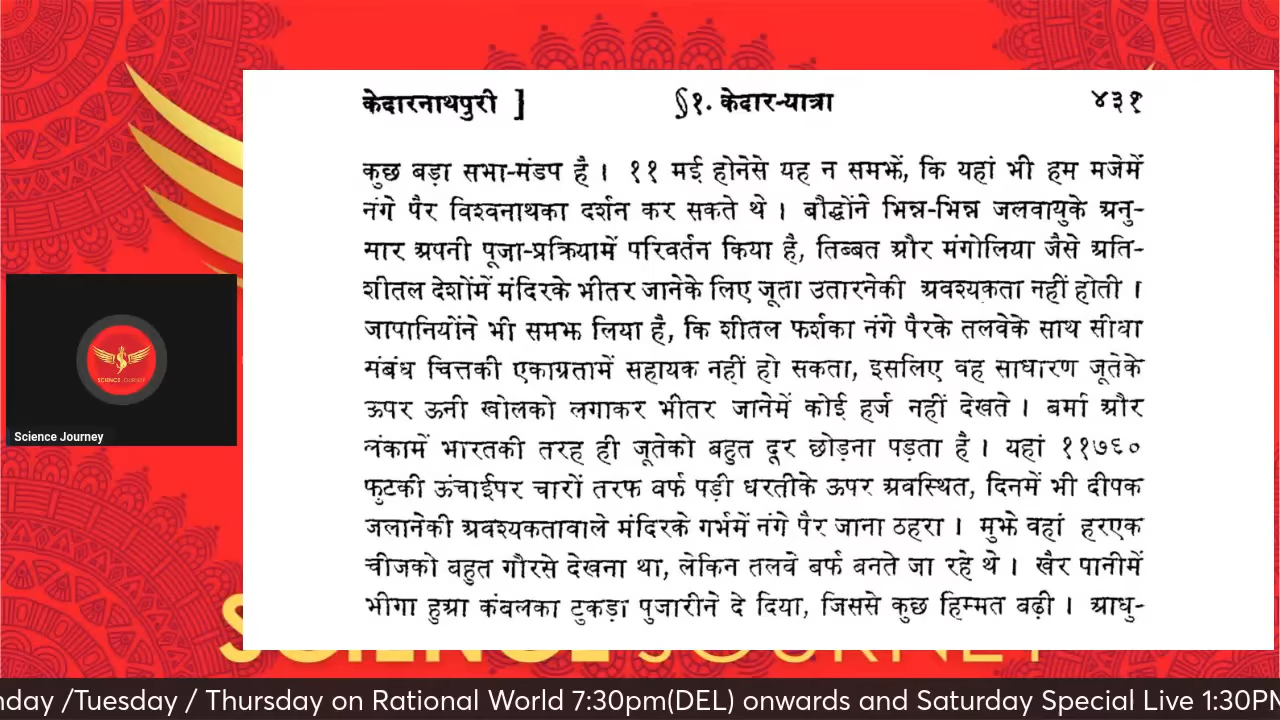 केदारनाथपुरी ] §१. केदार-यात्रा ४३१
कुछ बड़ा सभा-मंडप है । ११ मई होनेसे यह न समझें, कि यहां भी हम मजेमें
नंगे पैर विश्वनाथका दर्शन कर सकते थे । बौद्धोंने भिन्न-भिन्न जलवायुके अनु-
मार अपनी पूजा-प्रक्रियामें परिवर्तन किया है, तिब्बत और मंगोलिया जैसे अति-
शीतल देशोंमें मंदिरके भीतर जानेके लिए जूता उतारनेकी अवश्यकता नहीं होती ।
जापानियोंने भी समझ लिया है, कि शीतल फर्शका नंगे पैरके तलवेके साथ सीधा
मंबंध चित्तकी एकाग्रतामें सहायक नहीं हो सकता, इसलिए वह साधारण जूतेके
ऊपर ऊनी खोलको लगाकर भीतर जानेमें कोई हर्ज नहीं देखते । बर्मा और
लंकामें भारतकी तरह ही जूतेको बहुत दूर छोड़ना पड़ता है । यहां ११७६०
फुटकी ऊंचाईपर चारों तरफ वर्फ पड़ी धरतीके ऊपर अवस्थित, दिनमें भी दीपक
जलानेकी अवश्यकतावाले मंदिरके गर्भमें नंगे पैर जाना ठहरा । मुझे वहां हरएक
चीजको बहुत गौरसे देखना था, लेकिन तलवे बर्फ बनते जा रहे थे । खैर पानीमें
भीगा हुआ कंबलका टुकड़ा पुजारीने दे दिया, जिससे कुछ हिम्मत बढ़ी । आधु-
SCIENCE JOURNEY
Science Journey
SCIENCE JOURNEY
nday /Tuesday / Thursday on Rational World 7:30pm(DEL) onwards and Saturday Special Live 1:30PM